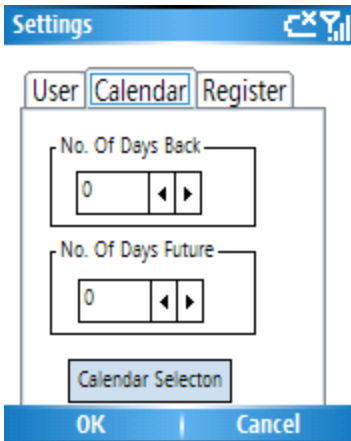 Settings
User Calendar Register
No. Of Days Back
0
No. Of Days Future
0
Calendar Selecton
OK Cancel